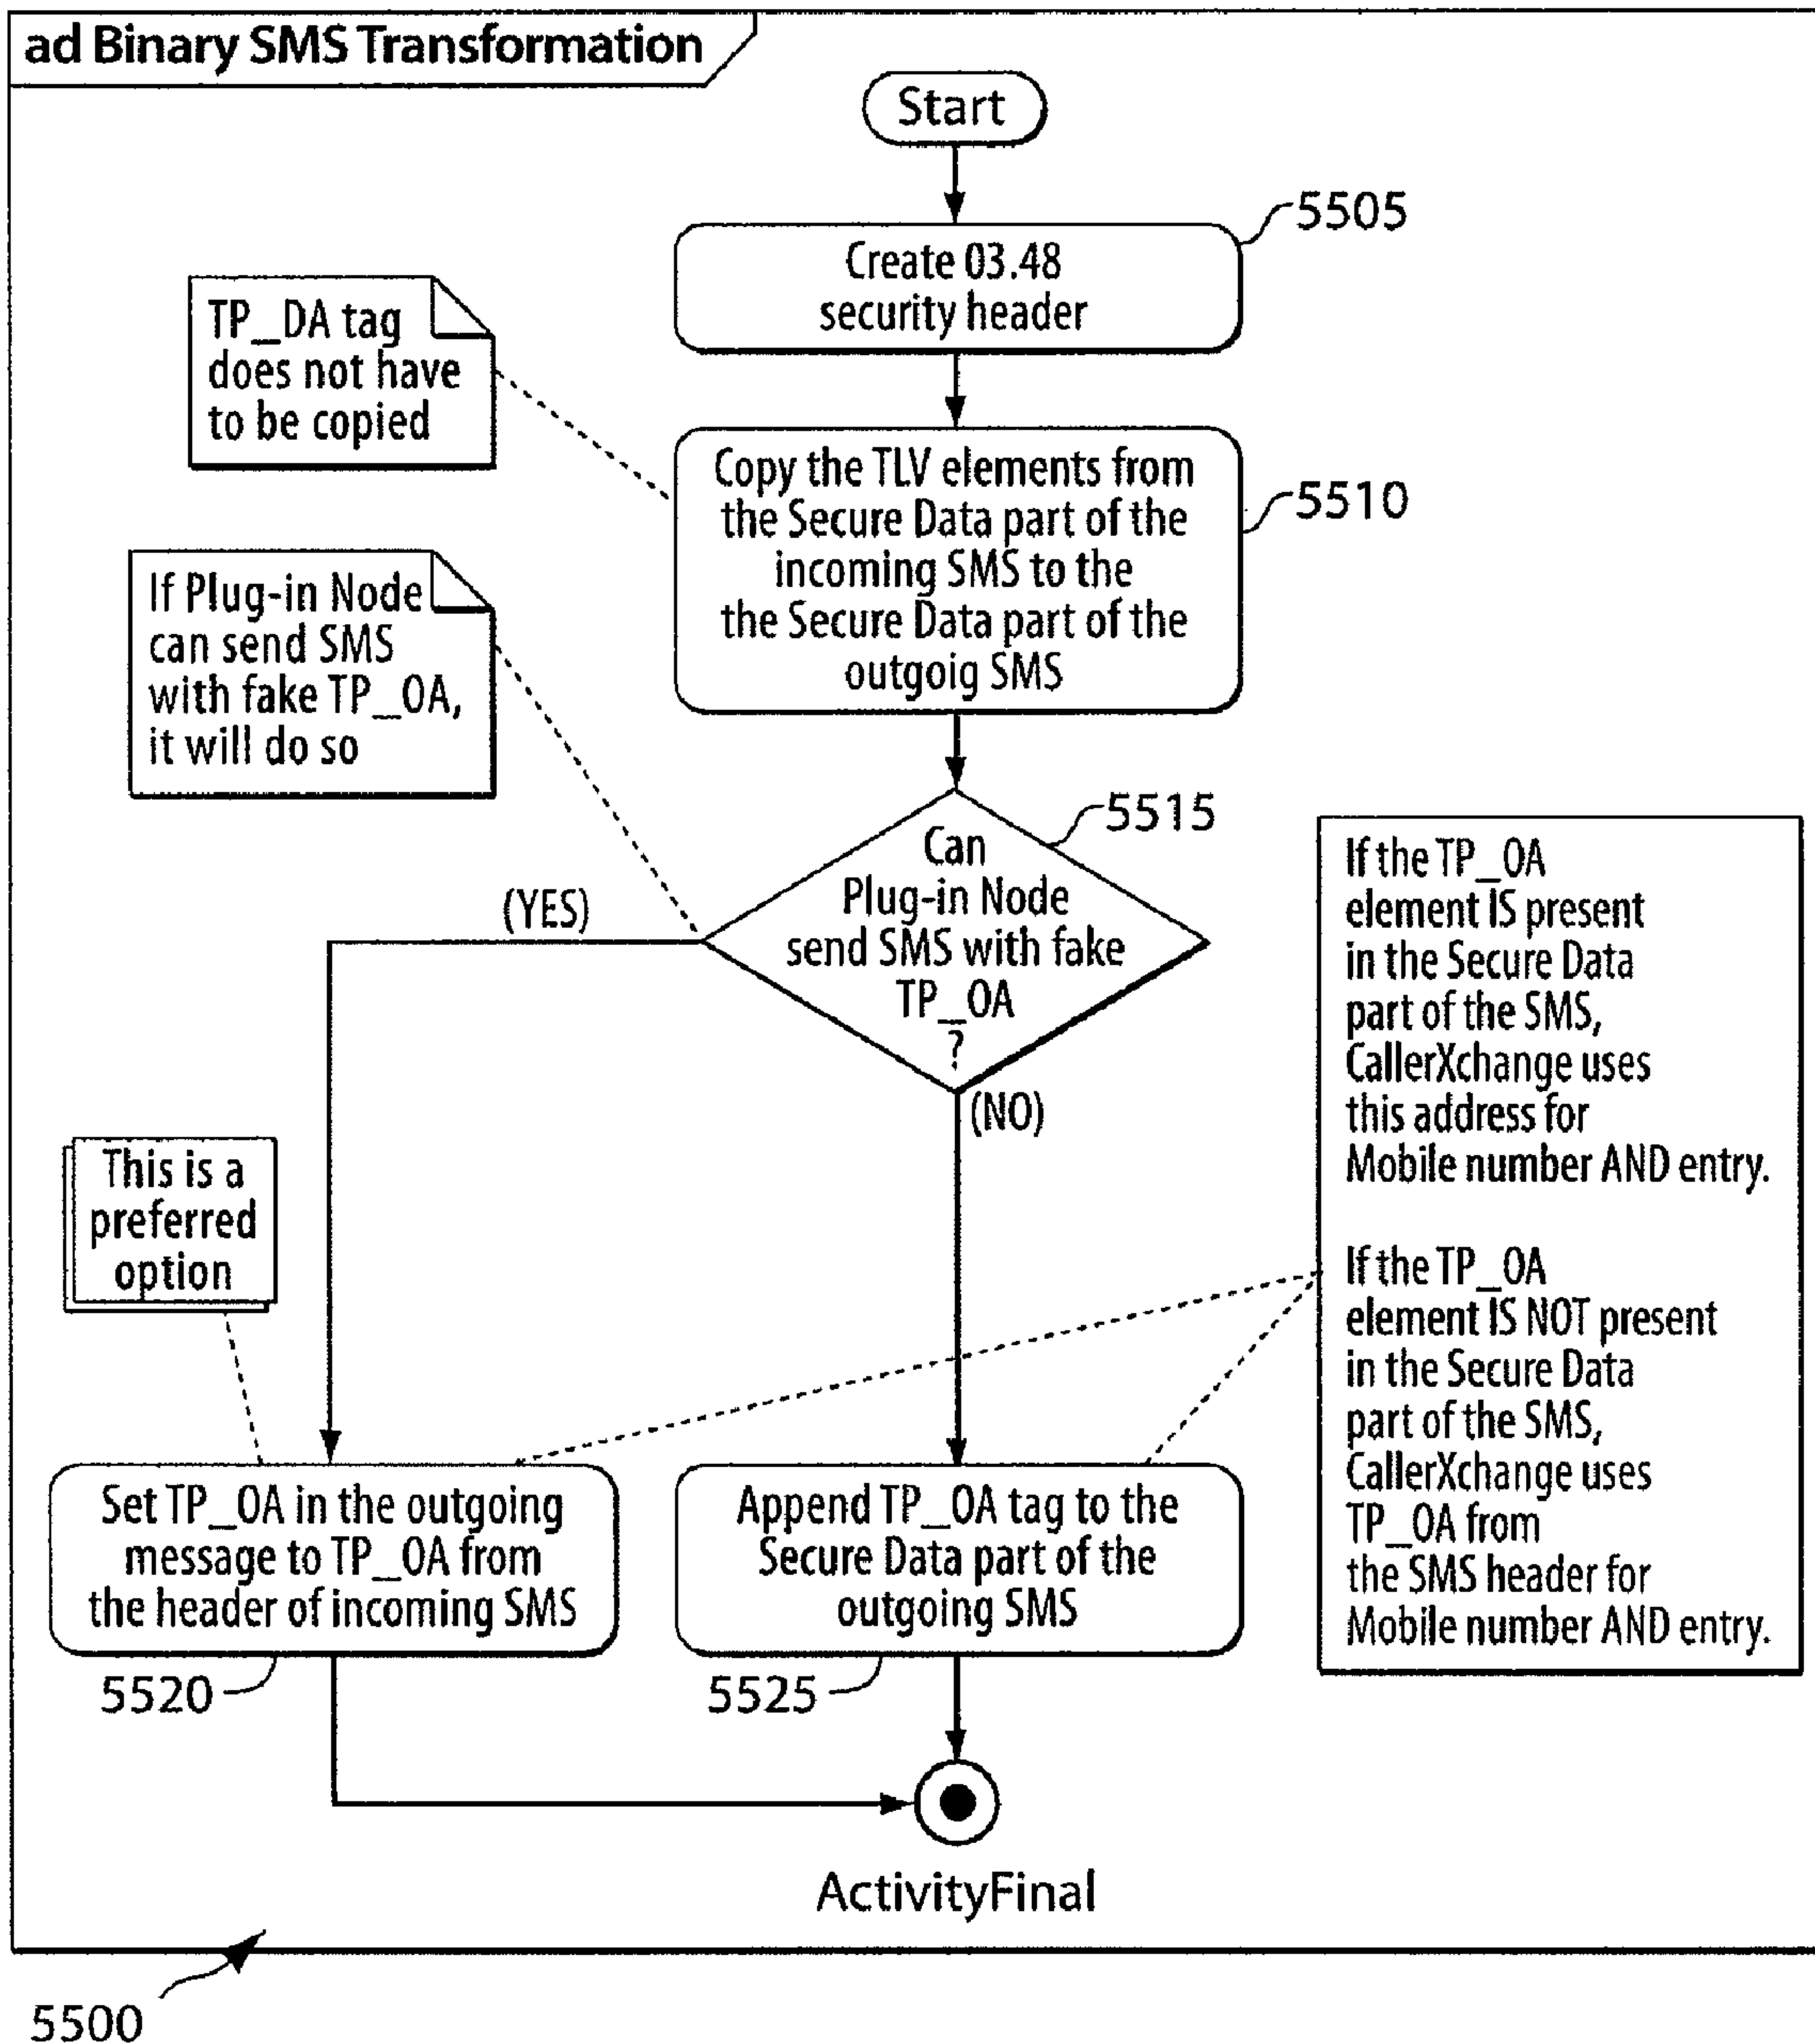 ad Binary SMS Transformation
Start
5505
Create 03.48
security header
TP_DA tag
does not have
to be copied
Copy the TLV elements from
the Secure Data part of the
incoming SMS to the
the Secure Data part of the
outgoig SMS
5510
If Plug-in Node
can send SMS
with fake TP_OA,
it will do so
5515
Can
Plug-in Node
send SMS with fake
TP_OA
?
(YES)
(NO)
If the TP_OA
element IS present
in the Secure Data
part of the SMS,
CallerXchange uses
this address for
Mobile number AND entry.
If the TP_OA
element IS NOT present
in the Secure Data
part of the SMS,
CallerXchange uses
TP_OA from
the SMS header for
Mobile number AND entry.
This is a
preferred
option
Set TP_OA in the outgoing
message to TP_OA from
the header of incoming SMS
5520
Append TP_OA tag to the
Secure Data part of the
outgoing SMS
5525
ActivityFinal
5500